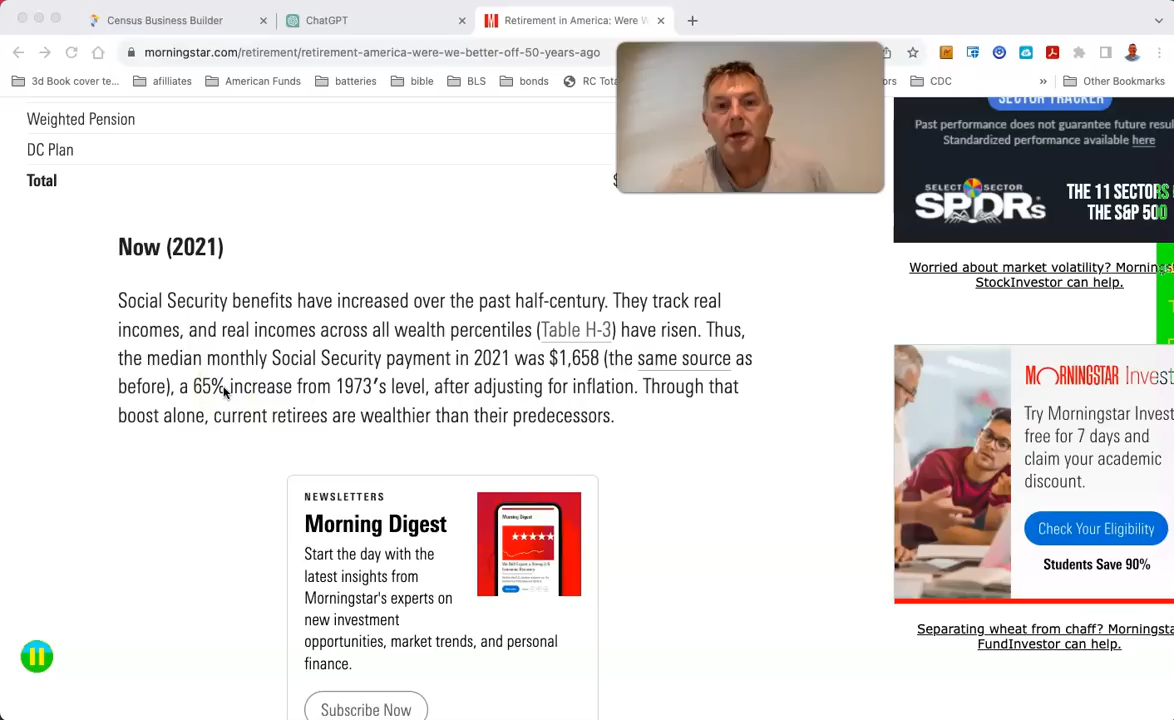 Census Business Builder
ChatGPT
Retirement in America: Were W
morningstar.com/retirement/retirement-america-were-we-better-off-50-years-ago
3d Book cover te...
afilliates
American Funds
batteries
bible
BLS
bonds
CDC
»
Other Bookmarks
Weighted Pension
DC Plan
Total
Now (2021)
Social Security benefits have increased over the past half-century. They track real
incomes, and real incomes across all wealth percentiles (Table H-3) have risen. Thus,
the median monthly Social Security payment in 2021 was $1,658 (the same source as
before), a 65% increase from 1973’s level, after adjusting for inflation. Through that
boost alone, current retirees are wealthier than their predecessors.
NEWSLETTERS
Morning Digest
Start the day with the
latest insights from
Morningstar's experts on
new investment
opportunities, market trends, and personal
finance.
Subscribe Now
SECTOR TRACKER
Past performance does not guarantee future resul
Standardized performance available here
SELECT SECTOR
SPDRs
THE 11 SECTORS
THE S&P 500
Worried about market volatility? Mornings
StockInvestor can help.
MORNINGSTAR Invest
Try Morningstar Invest
free for 7 days and
claim your academic
discount.
Check Your Eligibility
Students Save 90%
Separating wheat from chaff? Morningsta
FundInvestor can help.